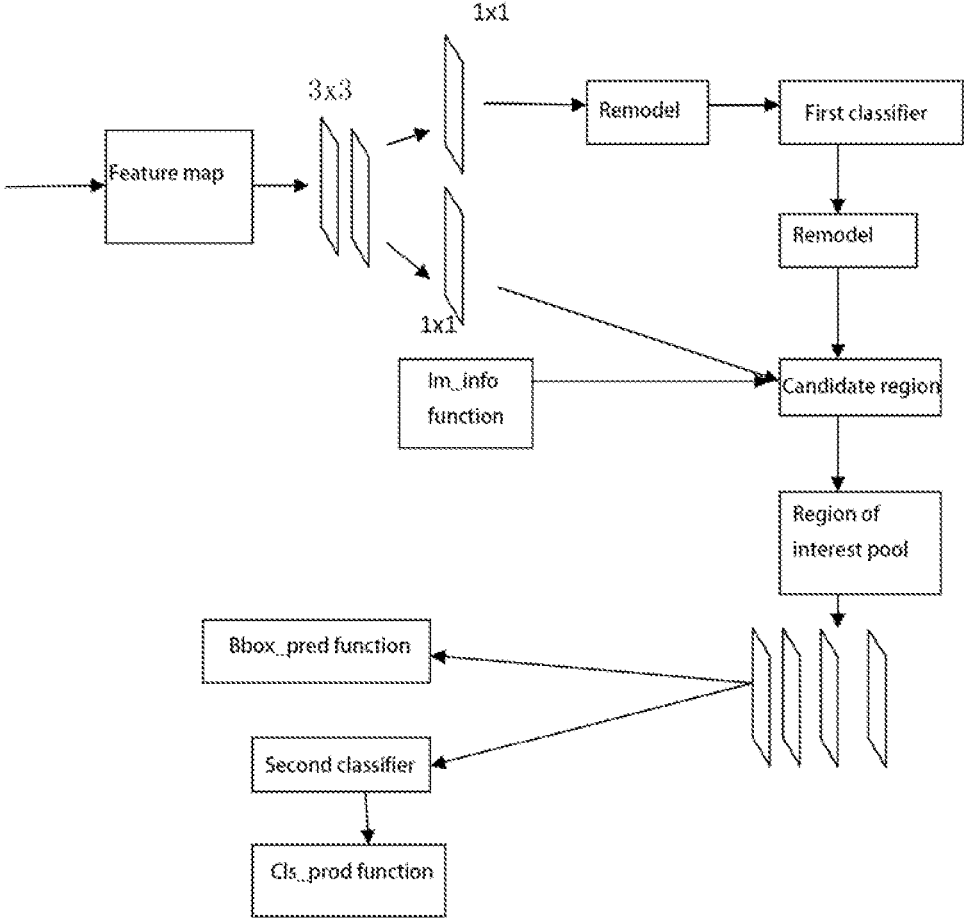 1x1
3x3
Remodel
First classifier
Feature map
Remodel
1x1
Im_info
function
Candidate region
Region of
interest pool
Bbox_pred function
Second classifier
Cls_prod function